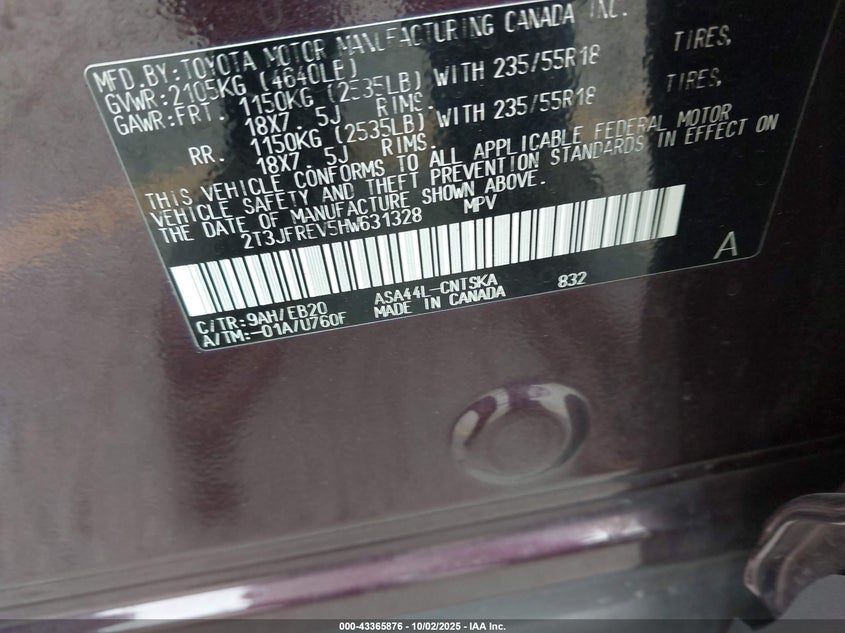 MFD.BY:TOYOTA MOTOR MANUFACTURING CANADA INC.
GVWR:2105KG (4640LB)
GAWR:FRT. 1150KG (2535LB) WITH 235/55R18 TIRES,
18X7.5J RIMS.
RR. 1150KG (2535LB) WITH 235/55R18 TIRES,
18X7.5J RIMS.
THIS VEHICLE CONFORMS TO ALL APPLICABLE FEDERAL MOTOR
VEHICLE SAFETY AND THEFT PREVENTION STANDARDS IN EFFECT ON
THE DATE OF MANUFACTURE SHOWN ABOVE.
2T3JFREV5HW631328 MPV
A
C/TR:9AH/EB20 ASA44L-CNTSKA 832
A/TM:-01A/U760F MADE IN CANADA
000-43365876 - 10/02/2025 - IAA Inc.